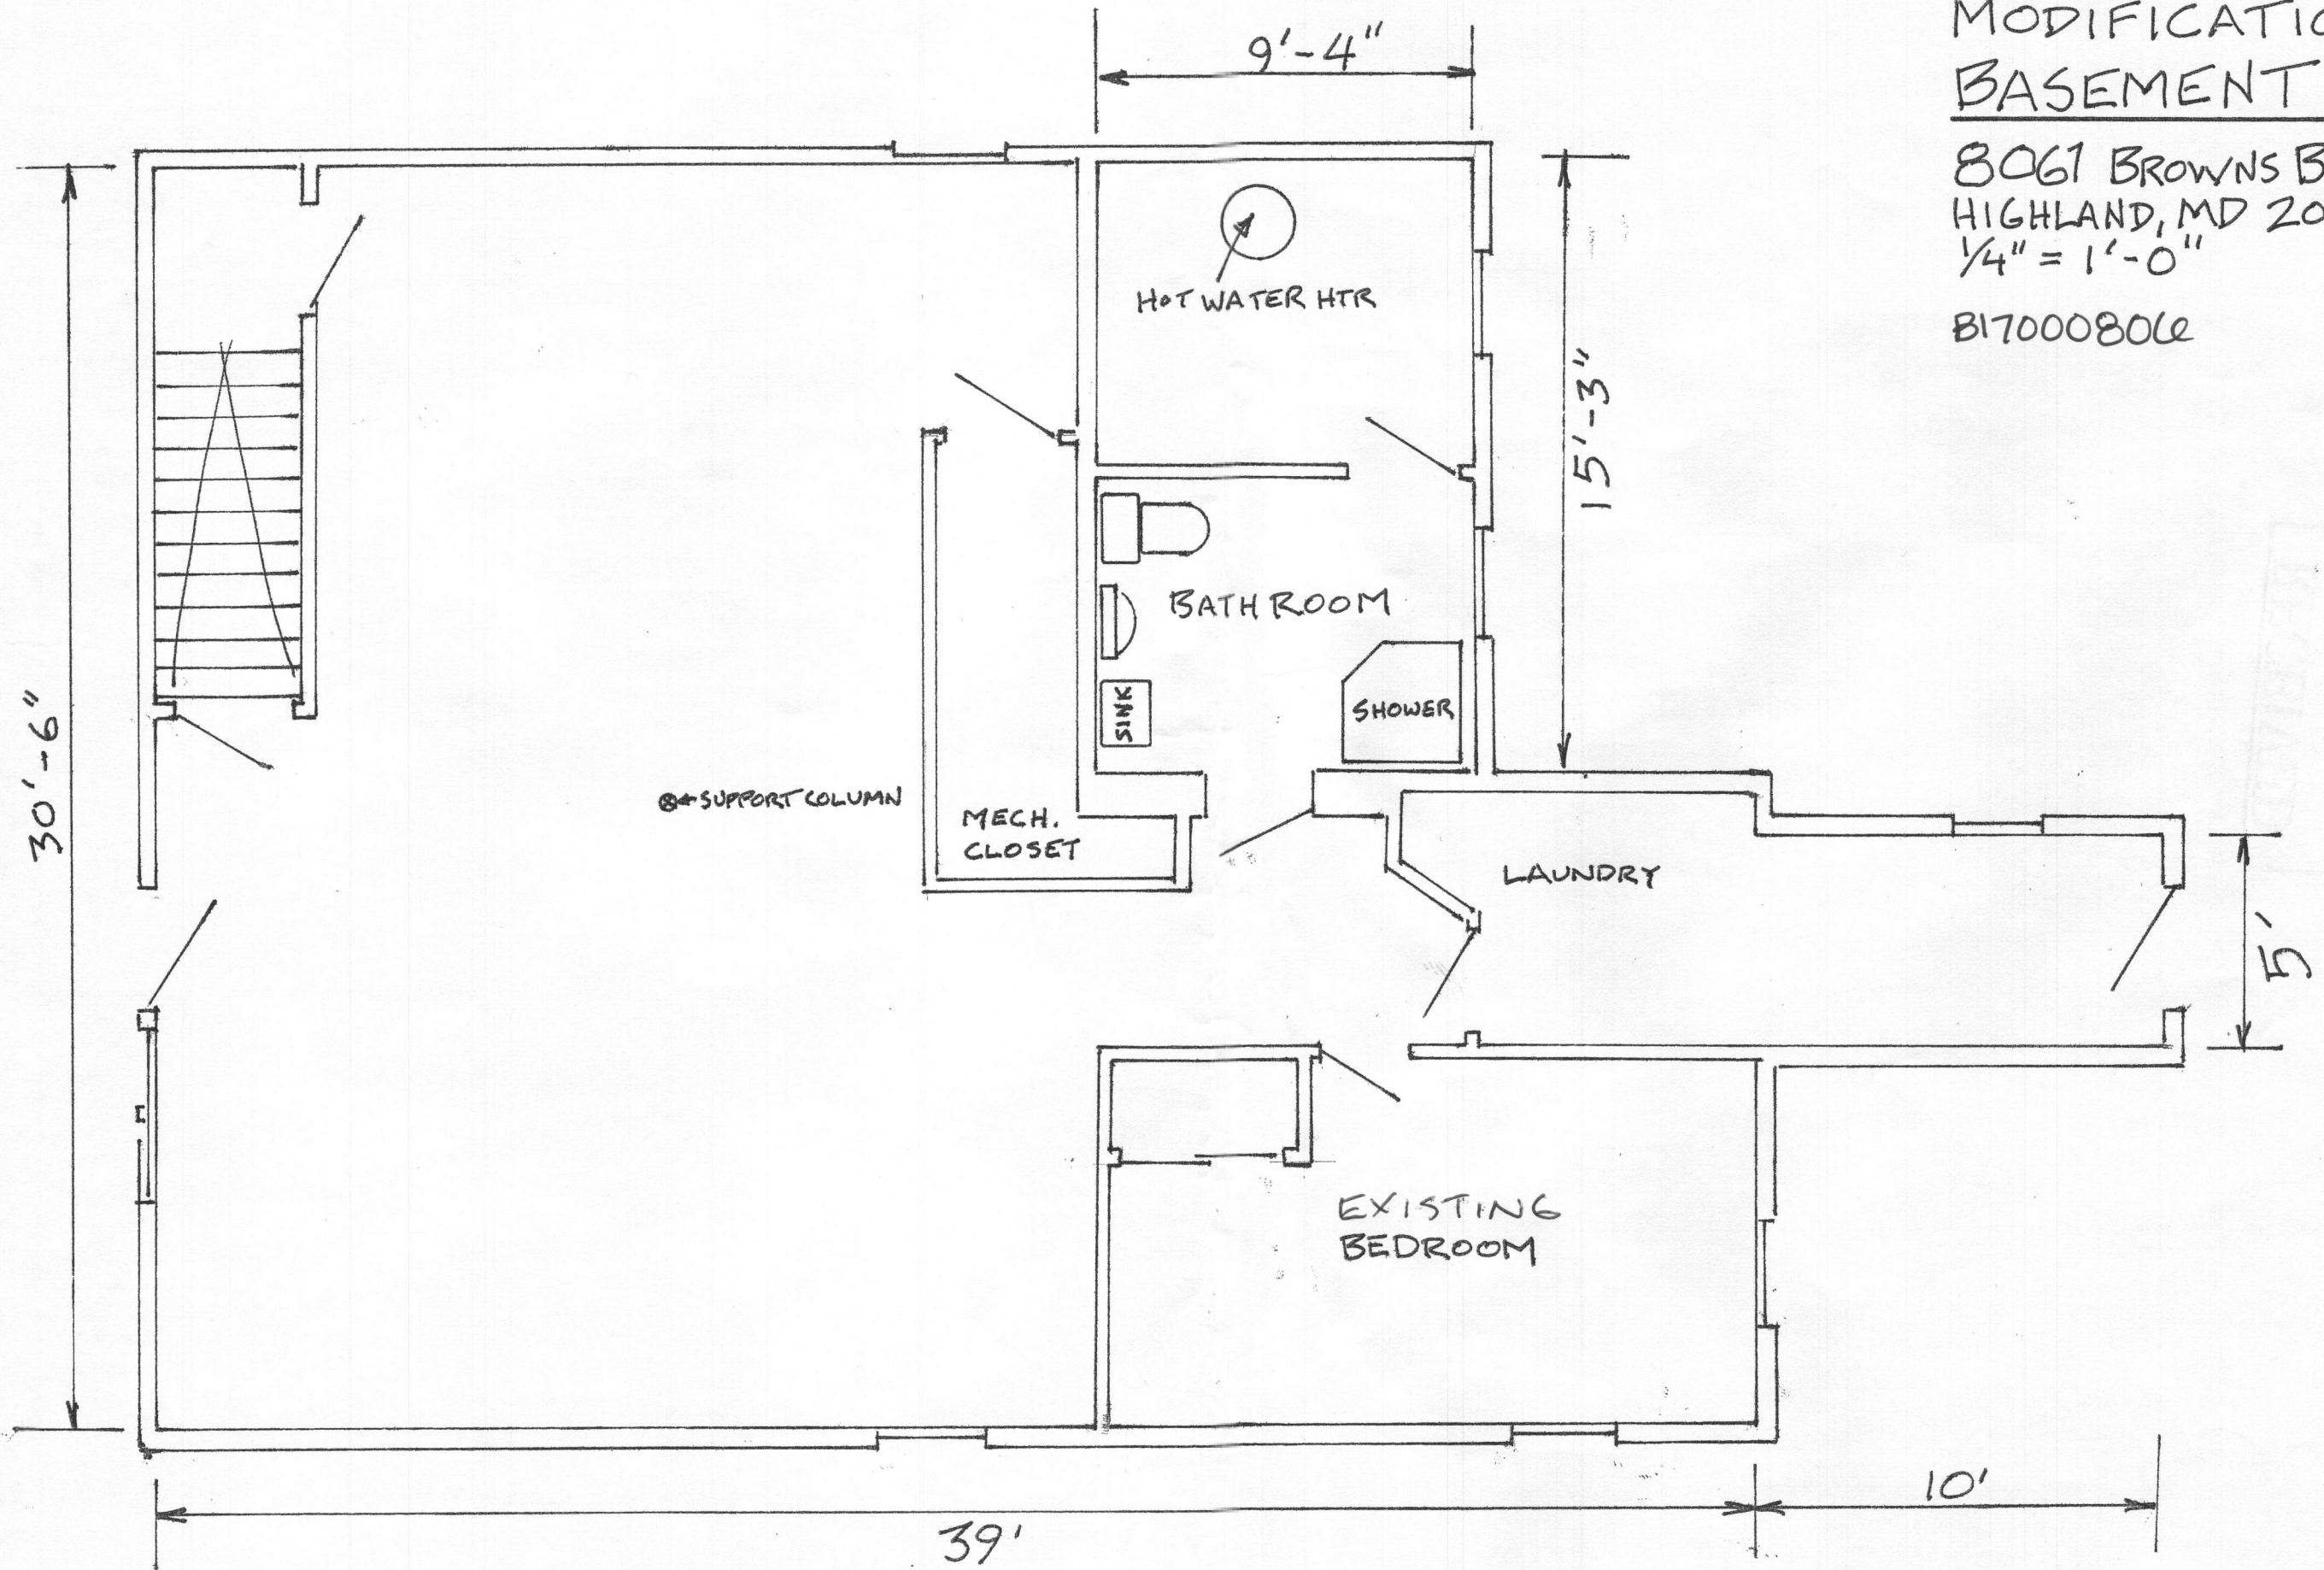 MODIFICATIO
BASEMENT
8061 BROWNS B
HIGHLAND, MD 20
1/4" = 1'-0"
B17000806
9'-4"
HOT WATER HTR
15'-3"
BATHROOM
SINK
SHOWER
30'-6"
SUPPORT COLUMN
MECH.
CLOSET
LAUNDRY
5'
EXISTING
BEDROOM
10'
39'